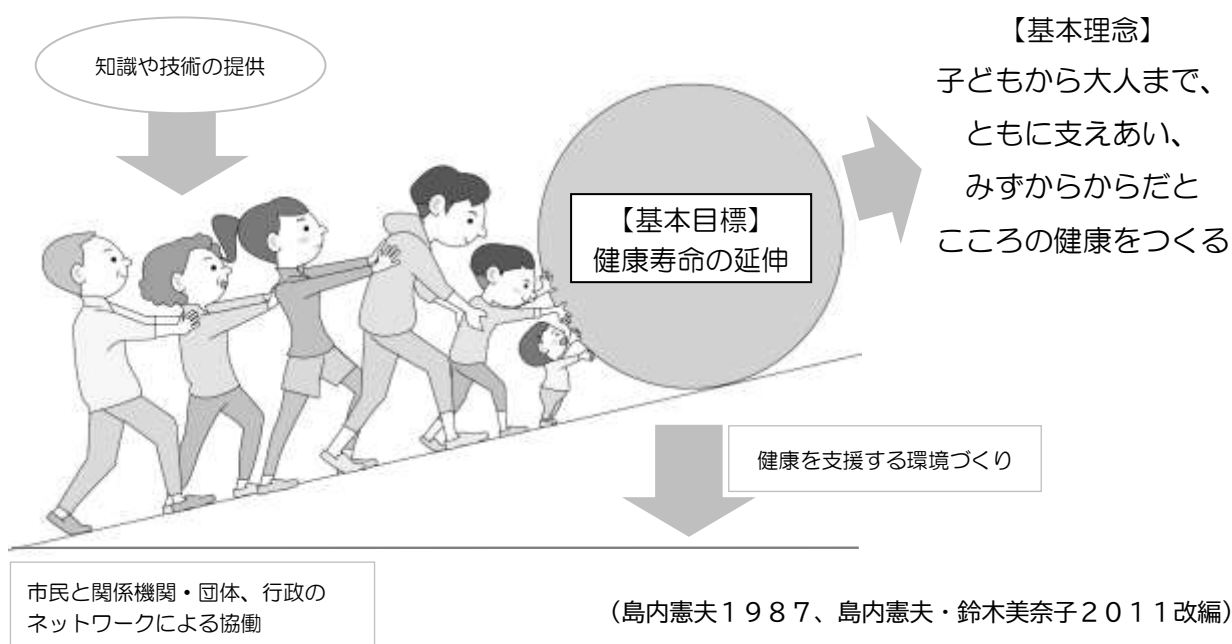 知識や技術の提供
【基本理念】
子どもから大人まで、
ともに支えあい、
みずからからだと
こころの健康をつくる
【基本目標】
健康寿命の延伸
健康を支援する環境づくり
市民と関係機関・団体、行政の
ネットワークによる協働
（島内憲夫１９８７、島内憲夫・鈴木美奈子２０１１改編）